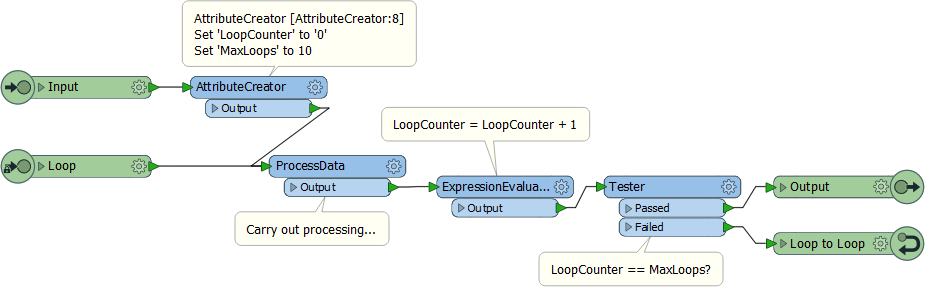 AttributeCreator [AttributeCreator:8]
Set 'LoopCounter' to '0'
Set 'MaxLoops' to 10
Input
AttributeCreator
Output
LoopCounter = LoopCounter + 1
Loop
ProcessData
Output
ExpressionEvalua...
Output
Tester
Passed
Failed
Output
Loop to Loop
Carry out processing...
LoopCounter == MaxLoops?